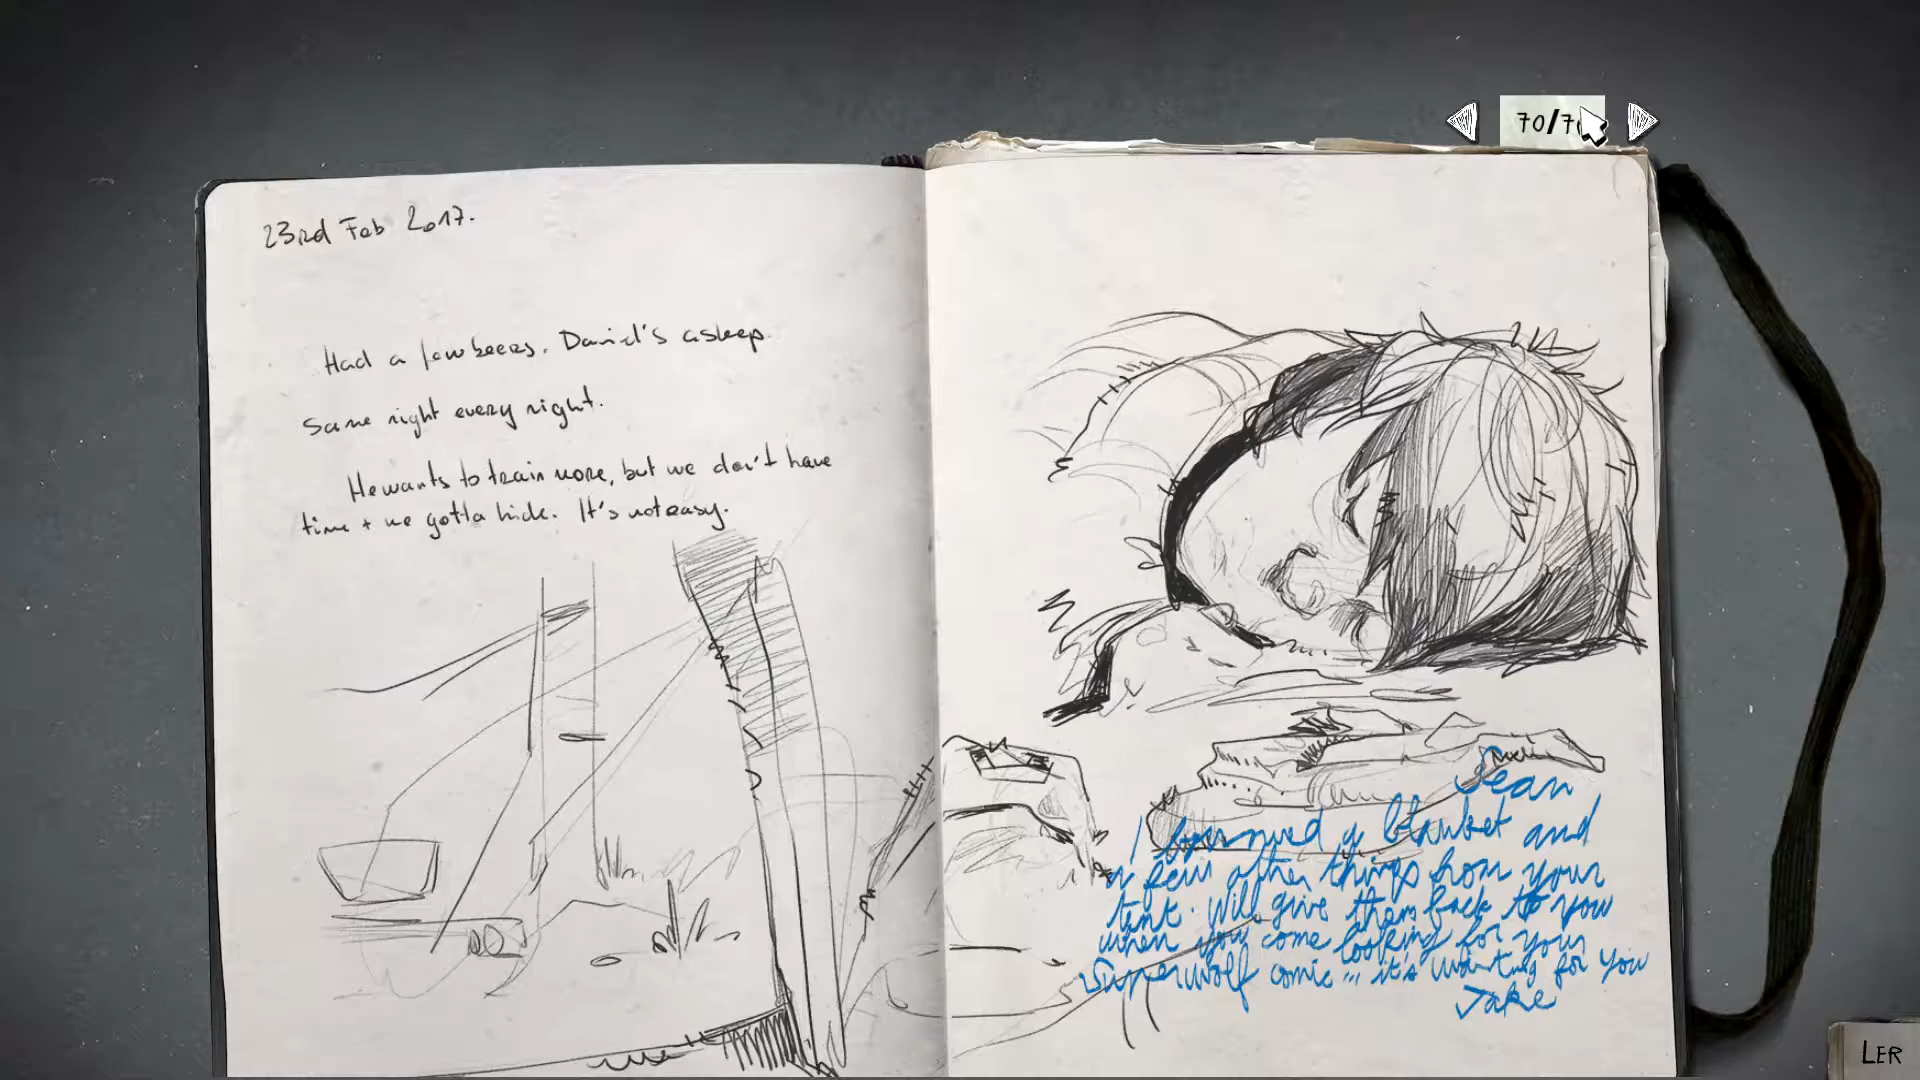 70/70
23rd Feb 2017.
Had a few beers. Daniel's asleep.
Same night every night.
He wants to train more, but we don't have
time + we gotta hide. It's not easy.
Sean
I borrowed a blanket and
a few other things from your
tent. Will give them back to you
when you come looking for your
Superwolf comic... it's waiting for you
Jake
LER